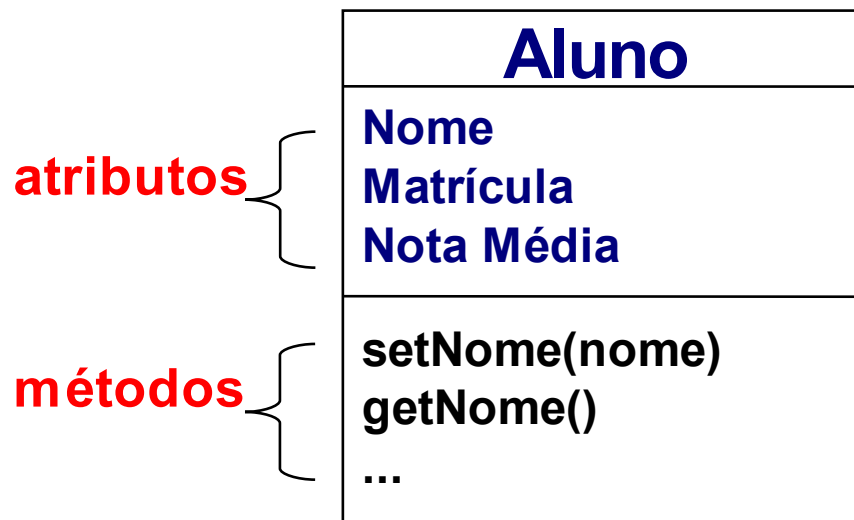 Aluno
atributos
Nome
Matrícula
Nota Média
métodos
setNome(nome)
getNome()
...